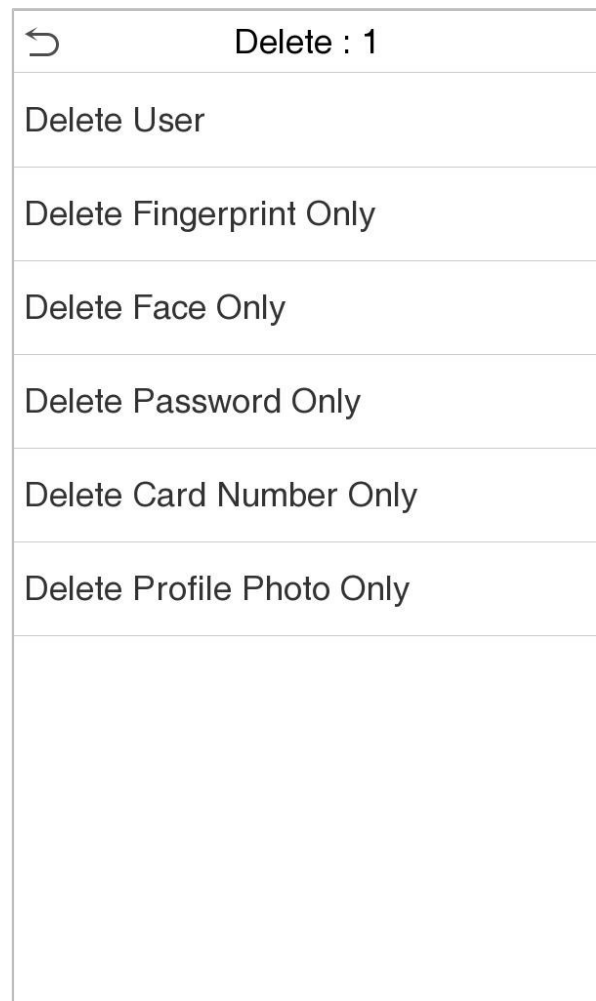 Delete : 1
Delete User
Delete Fingerprint Only
Delete Face Only
Delete Password Only
Delete Card Number Only
Delete Profile Photo Only